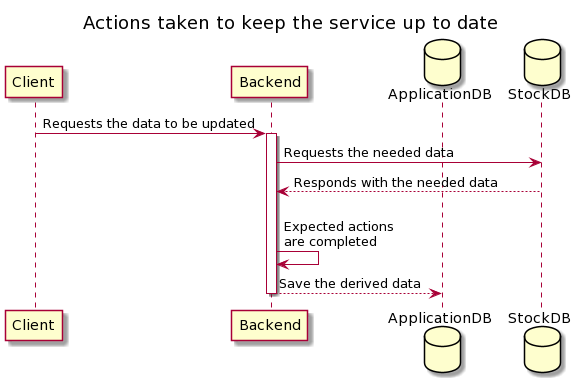 Actions taken to keep the service up to date
Client
Backend
ApplicationDB
StockDB
Requests the data to be updated
Requests the needed data
Responds with the needed data
Expected actions
are completed
Save the derived data
Client
Backend
ApplicationDB
StockDB